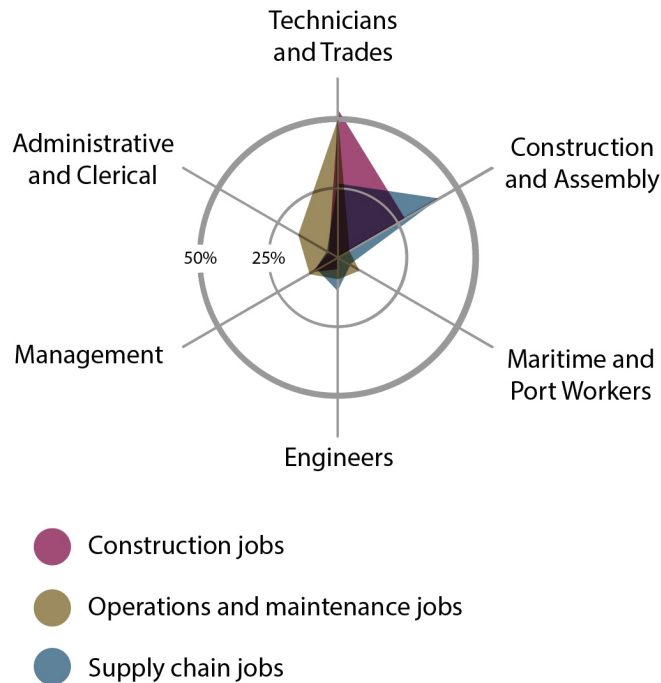 Technicians
and Trades
Administrative
and Clerical
Construction
and Assembly
50%
25%
Management
Maritime and
Port Workers
Engineers
Construction jobs
Operations and maintenance jobs
Supply chain jobs